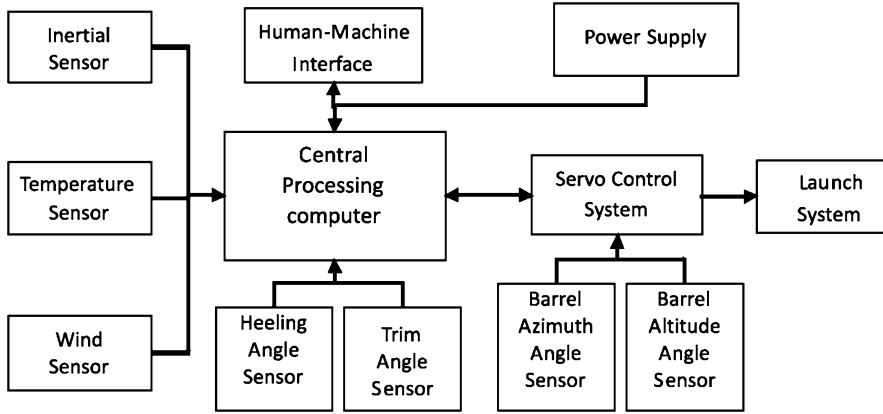 Inertial
Sensor
Human-Machine
Interface
Power Supply
Temperature
Sensor
Central
Processing
computer
Servo Control
System
Launch
System
Wind
Sensor
Heeling
Angle
Sensor
Trim
Angle
Sensor
Barrel
Azimuth
Angle
Sensor
Barrel
Altitude
Angle
Sensor